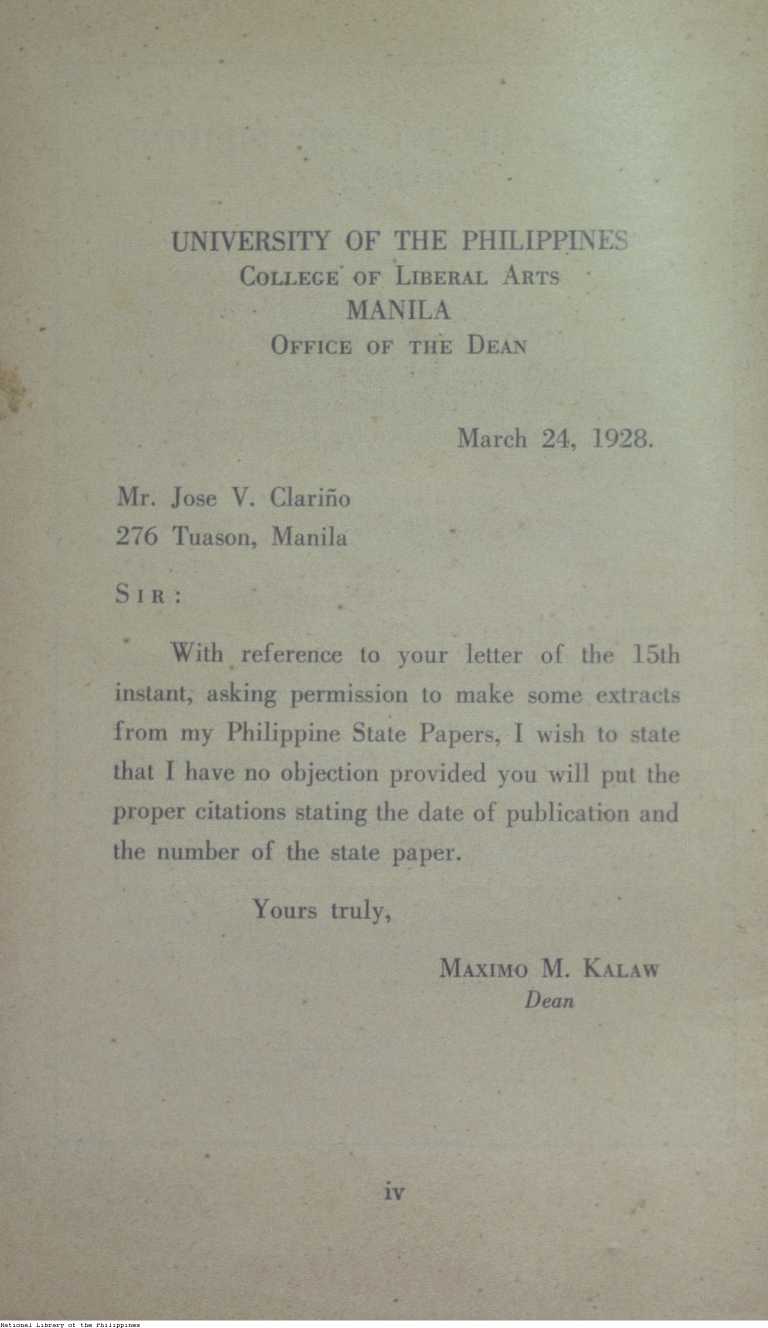 UNIVERSITY OF THE PHILIPPINES
COLLEGE OF LIBERAL ARTS
MANILA
OFFICE OF THE DEAN
March 24, 1928.
Mr. Jose V. Clariño
276 Tuason, Manila
SIR:
With reference to your letter of the 15th
instant, asking permission to make some extracts
from my Philippine State Papers, I wish to state
that I have no objection provided you will put the
proper citations stating the date of publication and
the number of the state paper.
Yours truly,
MAXIMO M. KALAW
Dean
iv
National Library of the Philippines